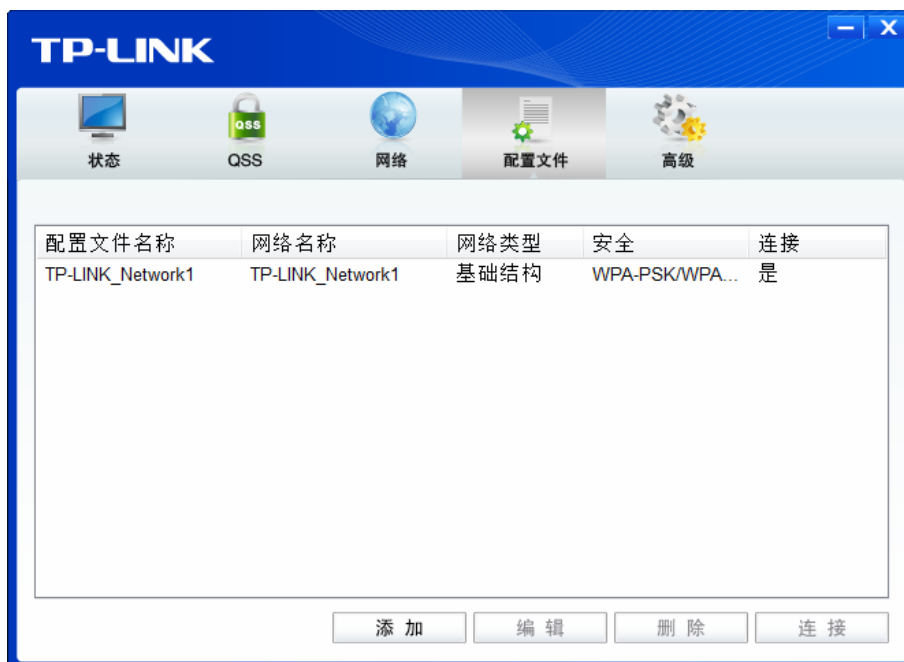 TP-LINK
QSS
状态 QSS 网络 配置文件 高级
配置文件名称 网络名称 网络类型 安全 连接
TP-LINK_Network1 TP-LINK_Network1 基础结构 WPA-PSK/WPA... 是
添 加 编 辑 删 除 连 接